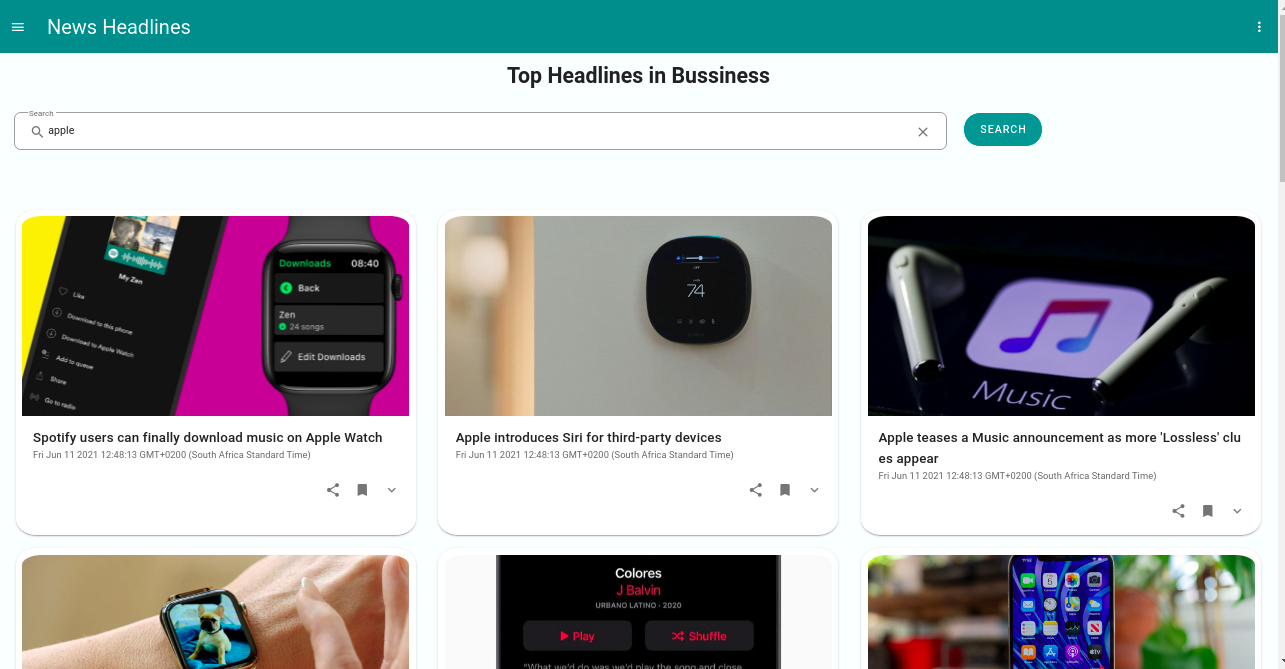 News Headlines
Top Headlines in Bussiness
Search
apple
SEARCH
My Zen
Like
Download to this phone
Download to Apple Watch
Add to queue
Share
Go to radio
Downloads 08:40
Back
Zen
24 songs
Edit Downloads
74
Music
Spotify users can finally download music on Apple Watch
Fri Jun 11 2021 12:48:13 GMT+0200 (South Africa Standard Time)
Apple introduces Siri for third-party devices
Fri Jun 11 2021 12:48:13 GMT+0200 (South Africa Standard Time)
Apple teases a Music announcement as more 'Lossless' clu
es appear
Fri Jun 11 2021 12:48:13 GMT+0200 (South Africa Standard Time)
Colores
J Balvin
URBANO LATINO · 2020
Play
Shuffle
"What we'd do was we'd play the song and close